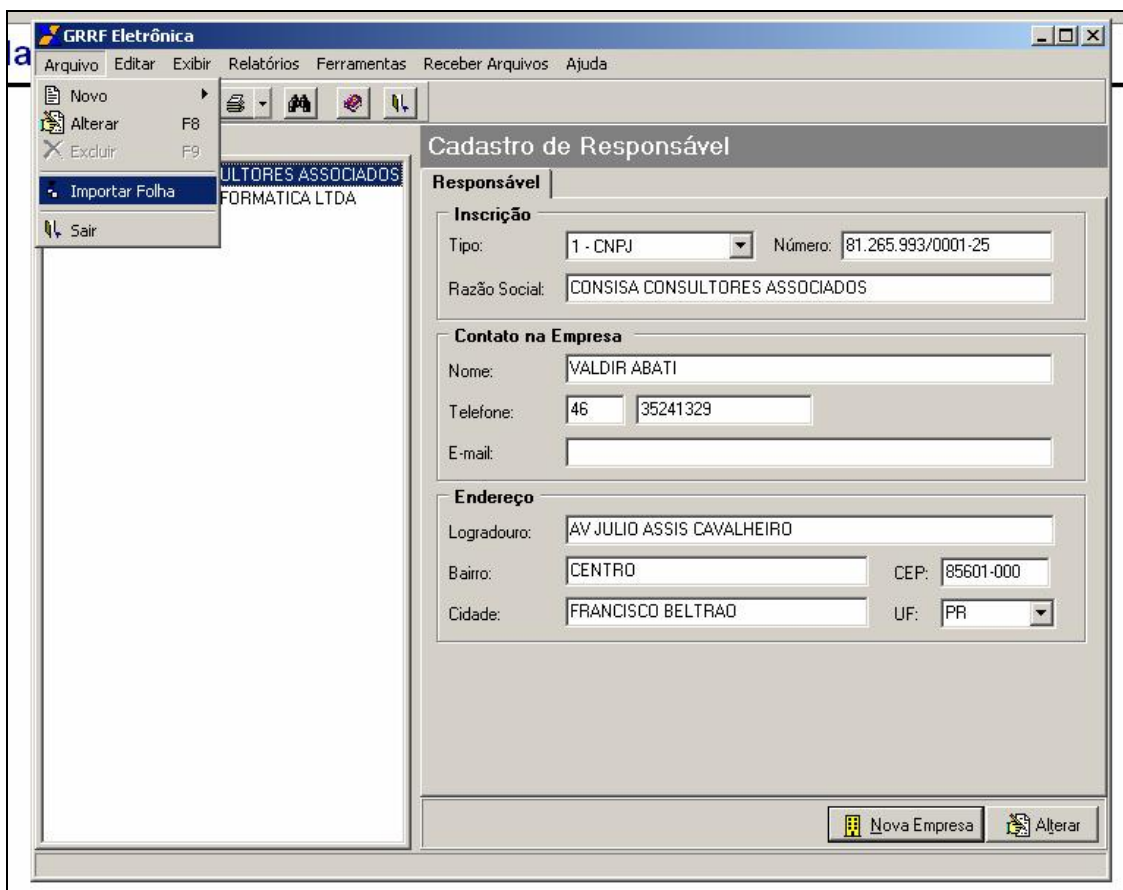 la
GRRF Eletrônica
Arquivo Editar Exibir Relatórios Ferramentas Receber Arquivos Ajuda
Novo
Alterar F8
Excluir F9
Importar Folha
Sair
ULTORES ASSOCIADOS
FORMATICA LTDA
Cadastro de Responsável
Responsável
Inscrição
Tipo: 1 - CNPJ Número: 81.265.993/0001-25
Razão Social: CONSISA CONSULTORES ASSOCIADOS
Contato na Empresa
Nome: VALDIR ABATI
Telefone: 46 35241329
E-mail:
Endereço
Logradouro: AV JULIO ASSIS CAVALHEIRO
Bairro: CENTRO CEP: 85601-000
Cidade: FRANCISCO BELTRAO UF: PR
Nova Empresa Alterar